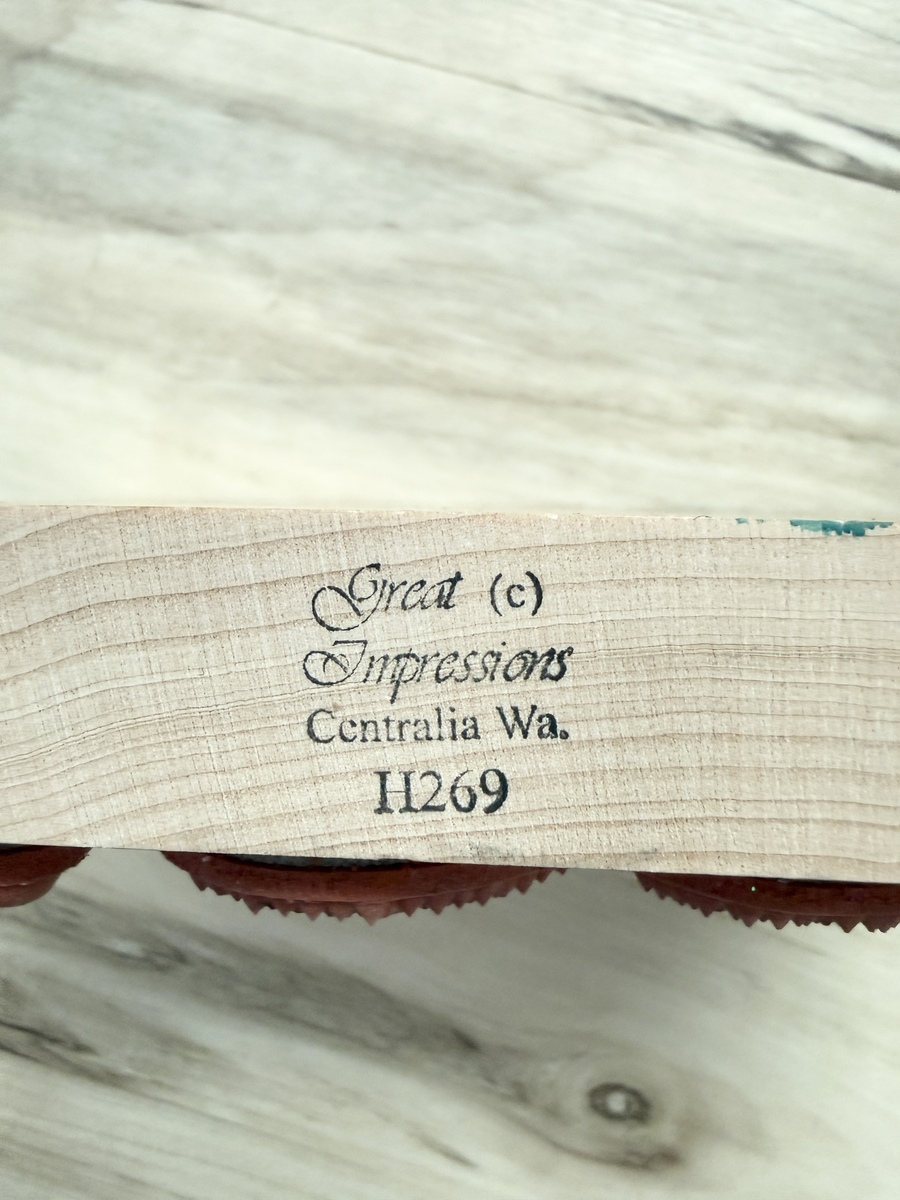 Great (c)
Impressions
Centralia Wa.
H269